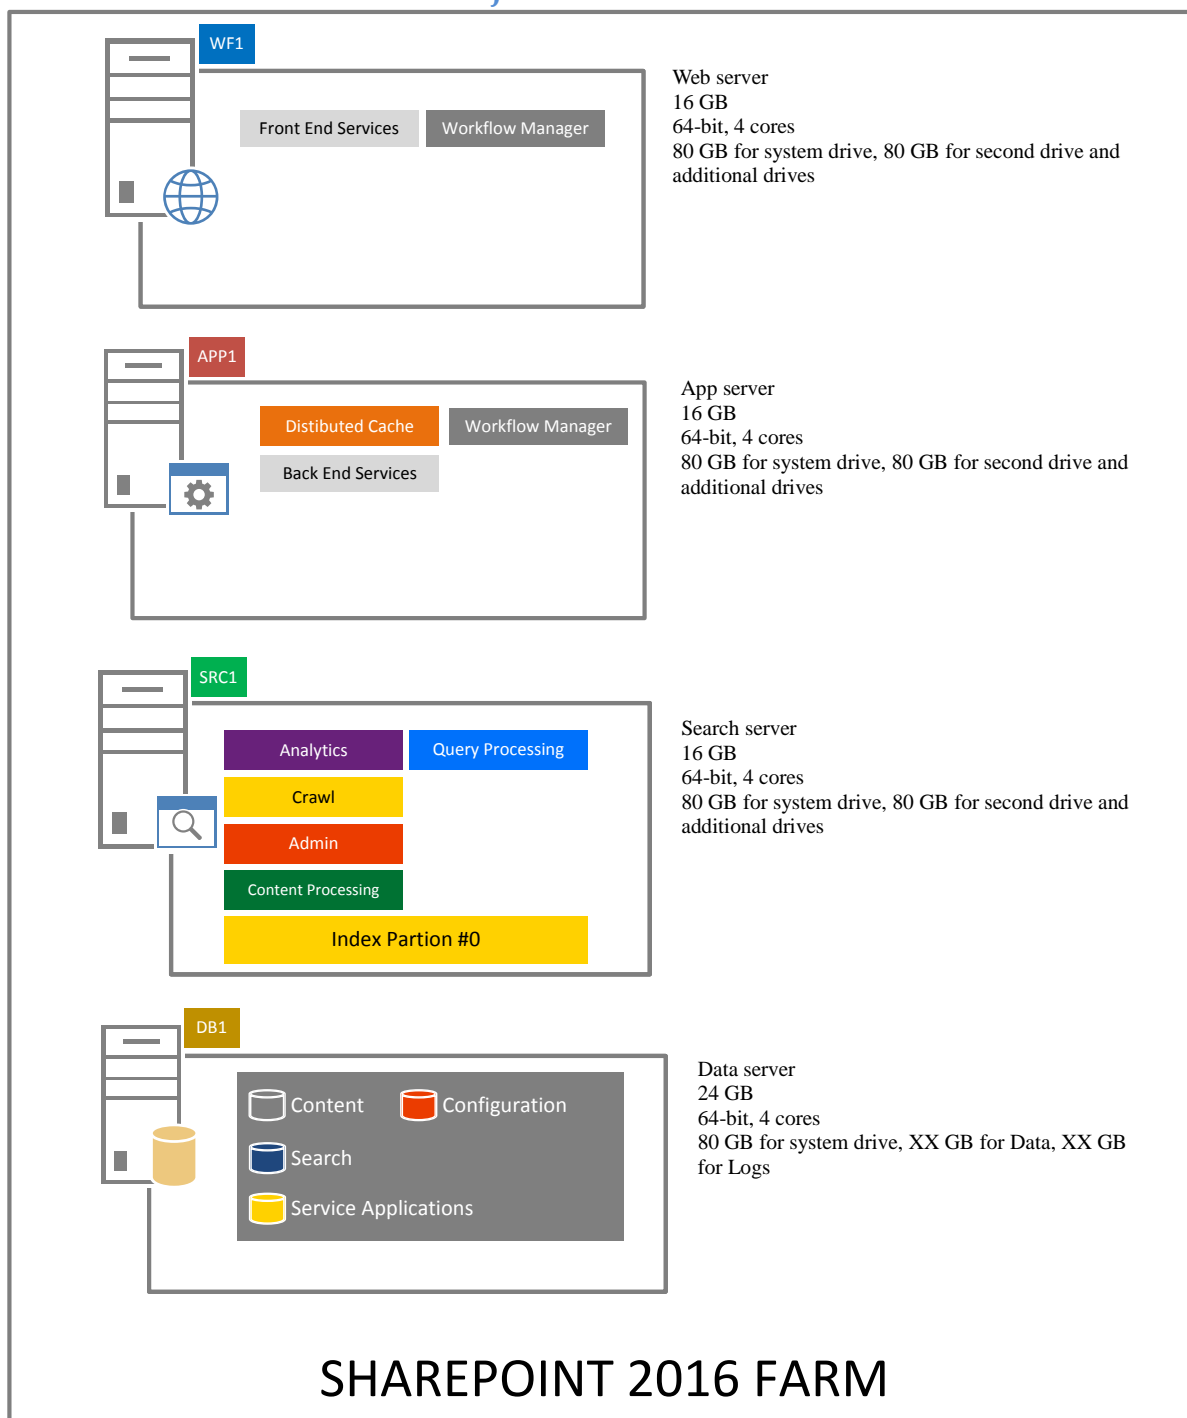 WF1
Front End Services Workflow Manager
Web server
16 GB
64-bit, 4 cores
80 GB for system drive, 80 GB for second drive and
additional drives
APP1
Distibuted Cache Workflow Manager
Back End Services
App server
16 GB
64-bit, 4 cores
80 GB for system drive, 80 GB for second drive and
additional drives
SRC1
Analytics Query Processing
Crawl
Admin
Content Processing
Index Partion #0
Search server
16 GB
64-bit, 4 cores
80 GB for system drive, 80 GB for second drive and
additional drives
DB1
Content Configuration
Search
Service Applications
Data server
24 GB
64-bit, 4 cores
80 GB for system drive, XX GB for Data, XX GB
for Logs
SHAREPOINT 2016 FARM